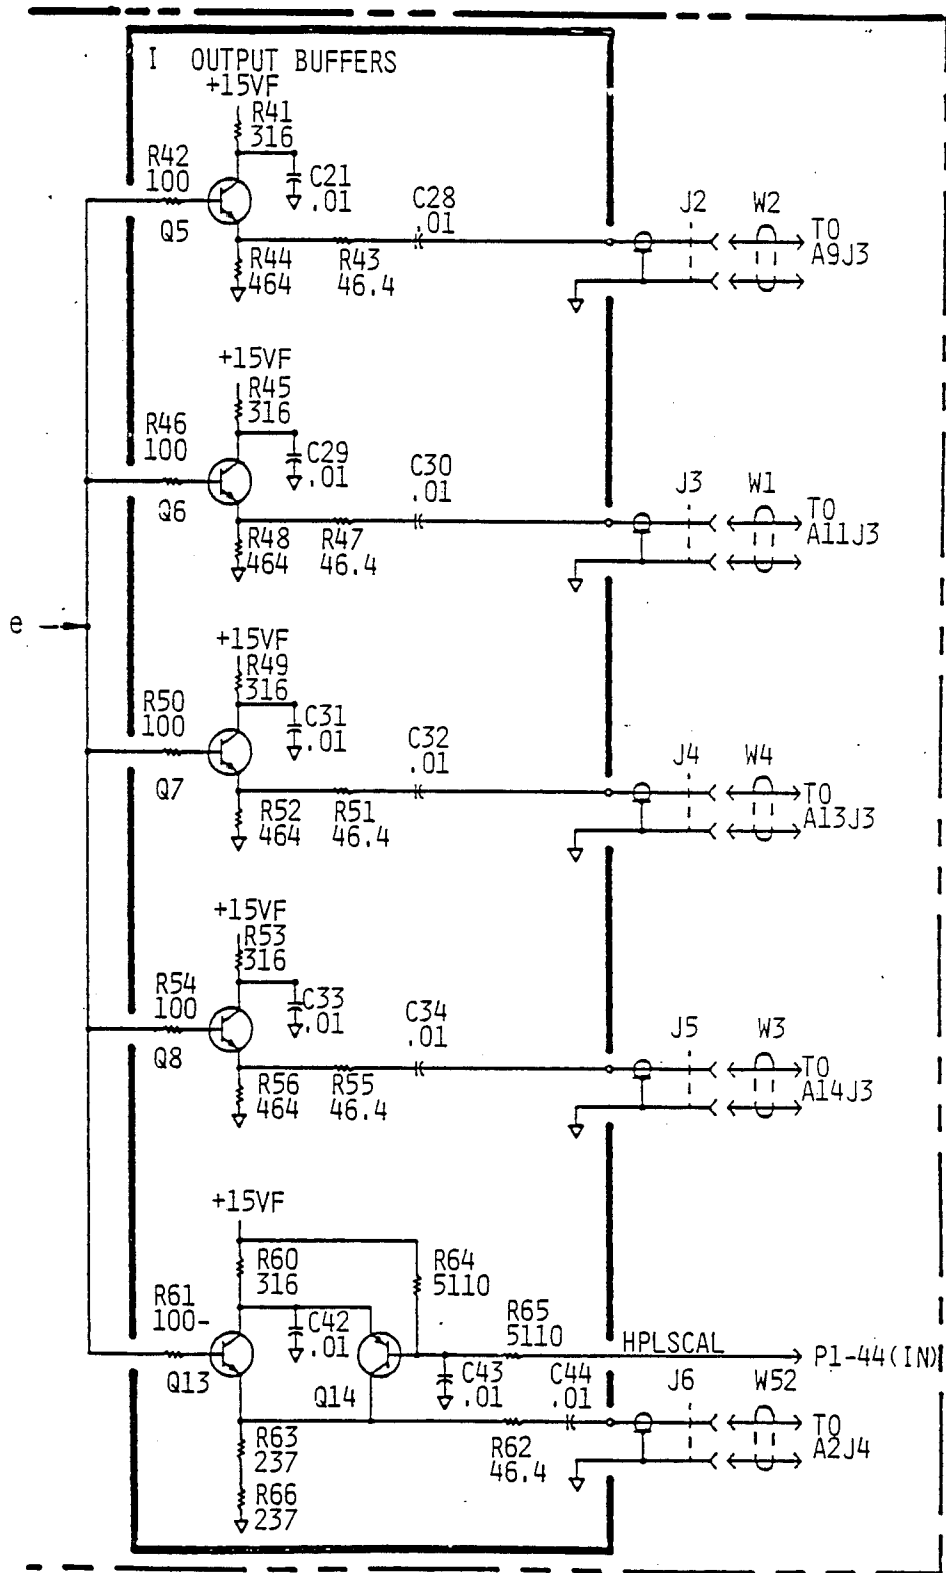 I OUTPUT BUFFERS
+15VF
R41
316
R42
100
C21
.01
C28
.01
Q5
J2
W2
TO
A9J3
R44
464
R43
46.4
+15VF
R45
316
R46
100
C29
.01
C30
.01
Q6
J3
W1
TO
A11J3
R48
464
R47
46.4
e
+15VF
R49
316
R50
100
C31
.01
C32
.01
Q7
J4
W4
TO
A13J3
R52
464
R51
46.4
+15VF
R53
316
R54
100
C33
.01
C34
.01
Q8
J5
W3
TO
A14J3
R56
464
R55
46.4
+15VF
R60
316
R64
5110
R61
100-
C42
.01
R65
5110
HPLSCAL
P1-44(IN)
Q13
Q14
C43
.01
C44
.01
J6
W52
TO
A2J4
R63
237
R62
46.4
R66
237